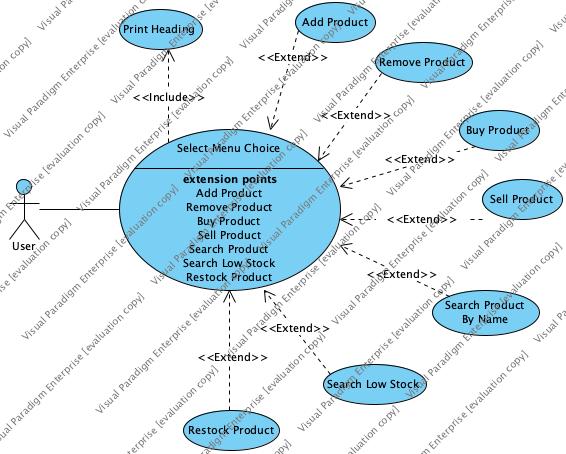 Print Heading
Add Product
<<Extend>>
Remove Product
<<Include>>
<<Extend>>
Buy Product
Select Menu Choice
<<Extend>>
extension points
Add Product
Remove Product
Buy Product
Sell Product
Search Product
Search Low Stock
Restock Product
Sell Product
<<Extend>>
User
<<Extend>>
Search Product
By Name
<<Extend>>
<<Extend>>
Search Low Stock
Restock Product
Visual Paradigm Enterprise [evaluation copy]